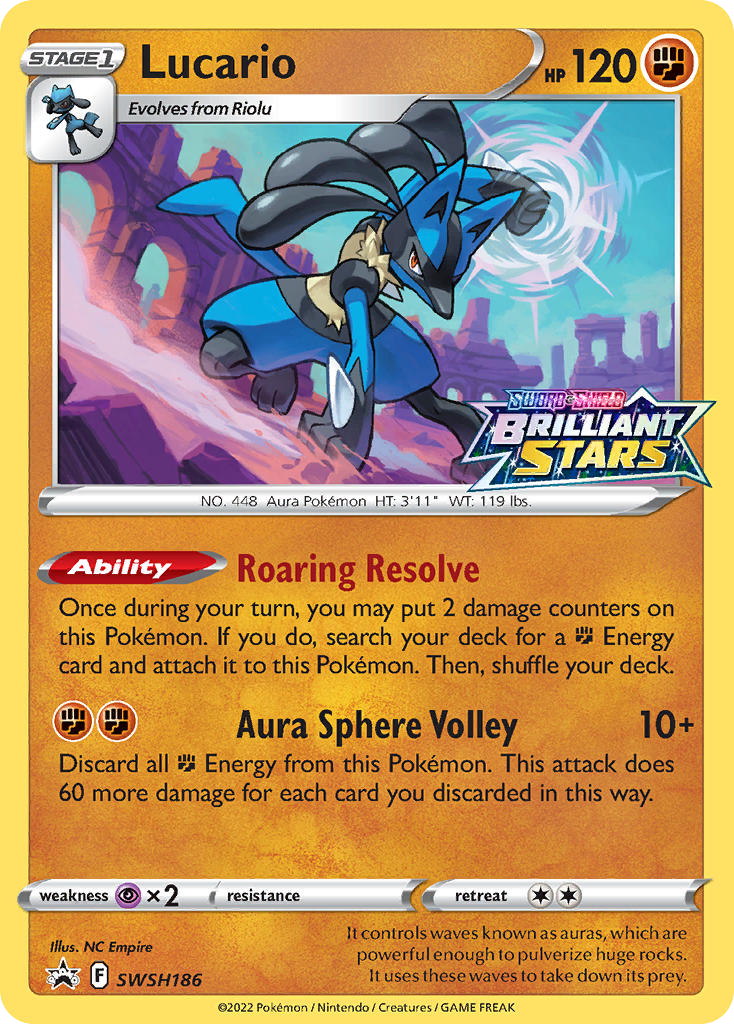 STAGE 1
Lucario
HP 120
Evolves from Riolu
SWORD & SHIELD
BRILLIANT
STARS
NO. 448 Aura Pokémon HT: 3'11" WT: 119 lbs.
Ability Roaring Resolve
Once during your turn, you may put 2 damage counters on
this Pokémon. If you do, search your deck for a Energy
card and attach it to this Pokémon. Then, shuffle your deck.
Aura Sphere Volley 10+
Discard all Energy from this Pokémon. This attack does
60 more damage for each card you discarded in this way.
weakness ×2 resistance retreat
Illus. NC Empire
It controls waves known as auras, which are
powerful enough to pulverize huge rocks.
It uses these waves to take down its prey.
F SWSH186
©2022 Pokémon / Nintendo / Creatures / GAME FREAK